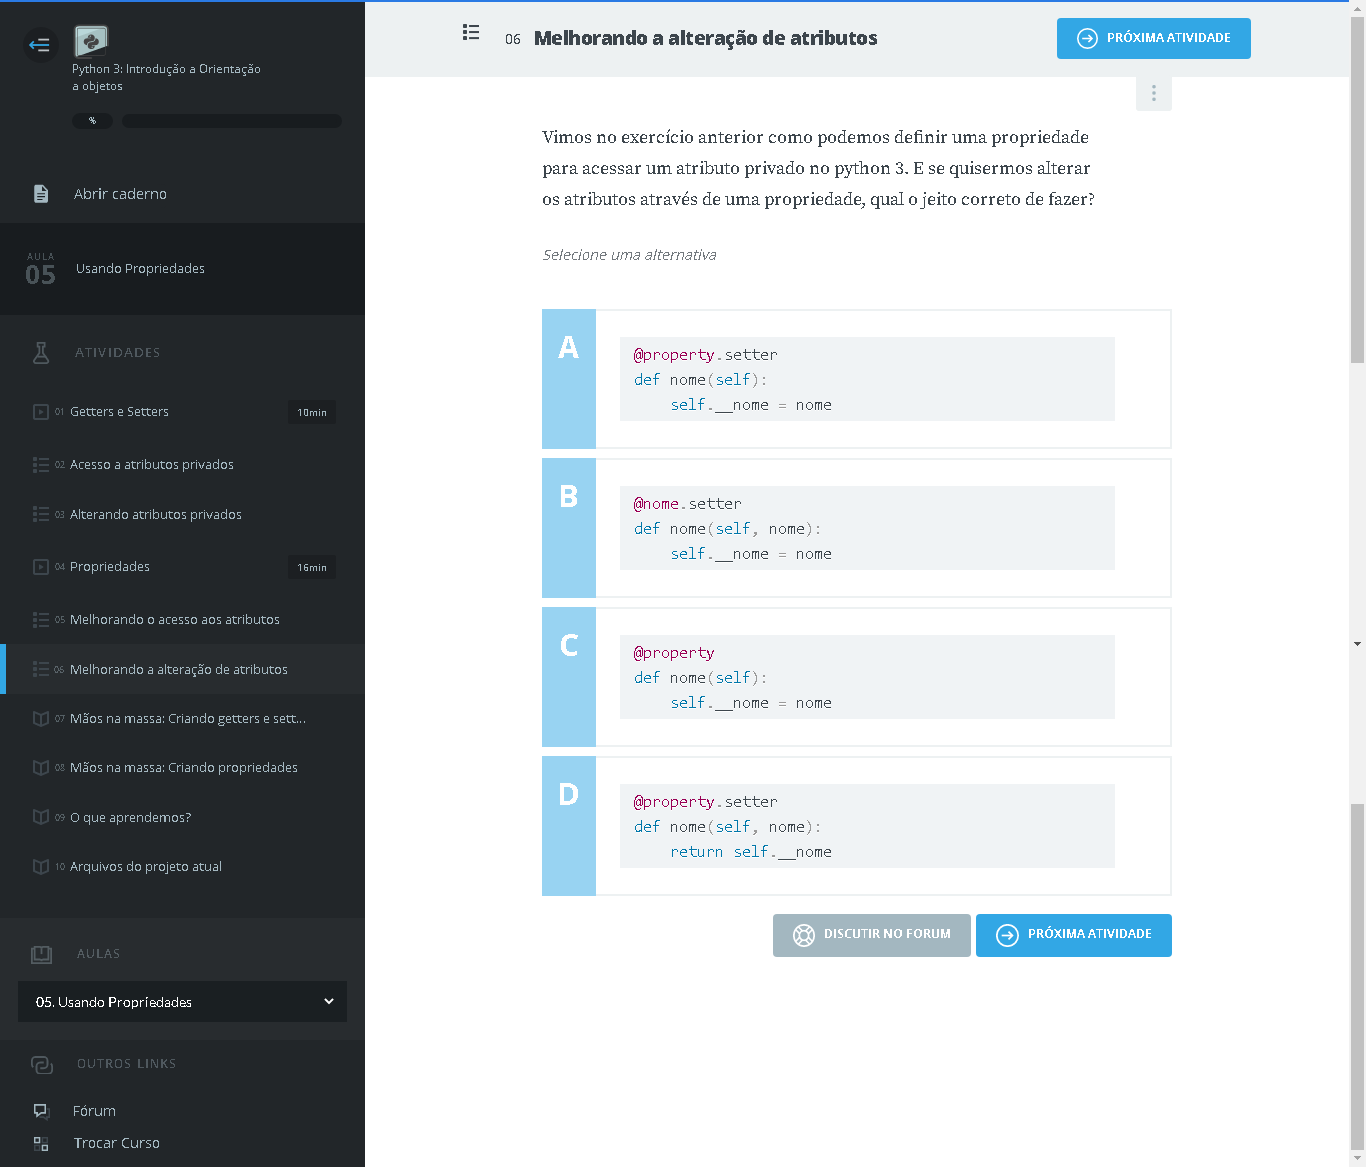 Python 3: Introdução a Orientação
a objetos
%
Abrir caderno
AULA
05
Usando Propriedades
ATIVIDADES
01 Getters e Setters 10min
02 Acesso a atributos privados
03 Alterando atributos privados
04 Propriedades 16min
05 Melhorando o acesso aos atributos
06 Melhorando a alteração de atributos
07 Mãos na massa: Criando getters e sett...
08 Mãos na massa: Criando propriedades
09 O que aprendemos?
10 Arquivos do projeto atual
AULAS
05. Usando Propriedades
OUTROS LINKS
Fórum
Trocar Curso
06 Melhorando a alteração de atributos
PRÓXIMA ATIVIDADE
Vimos no exercício anterior como podemos definir uma propriedade
para acessar um atributo privado no python 3. E se quisermos alterar
os atributos através de uma propriedade, qual o jeito correto de fazer?
Selecione uma alternativa
A
@property.setter
def nome(self):
    self.__nome = nome
B
@nome.setter
def nome(self, nome):
    self.__nome = nome
C
@property
def nome(self):
    self.__nome = nome
D
@property.setter
def nome(self, nome):
    return self.__nome
DISCUTIR NO FORUM
PRÓXIMA ATIVIDADE